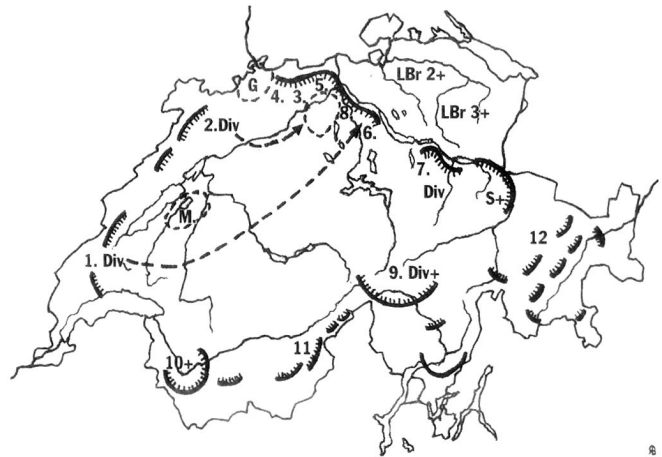 LBr 2+
G
5.
4.
3.
LBr 3+
8.
6.
2.Div
7.
Div
S+
M.
12
1. Div
9. Div+
10+
11